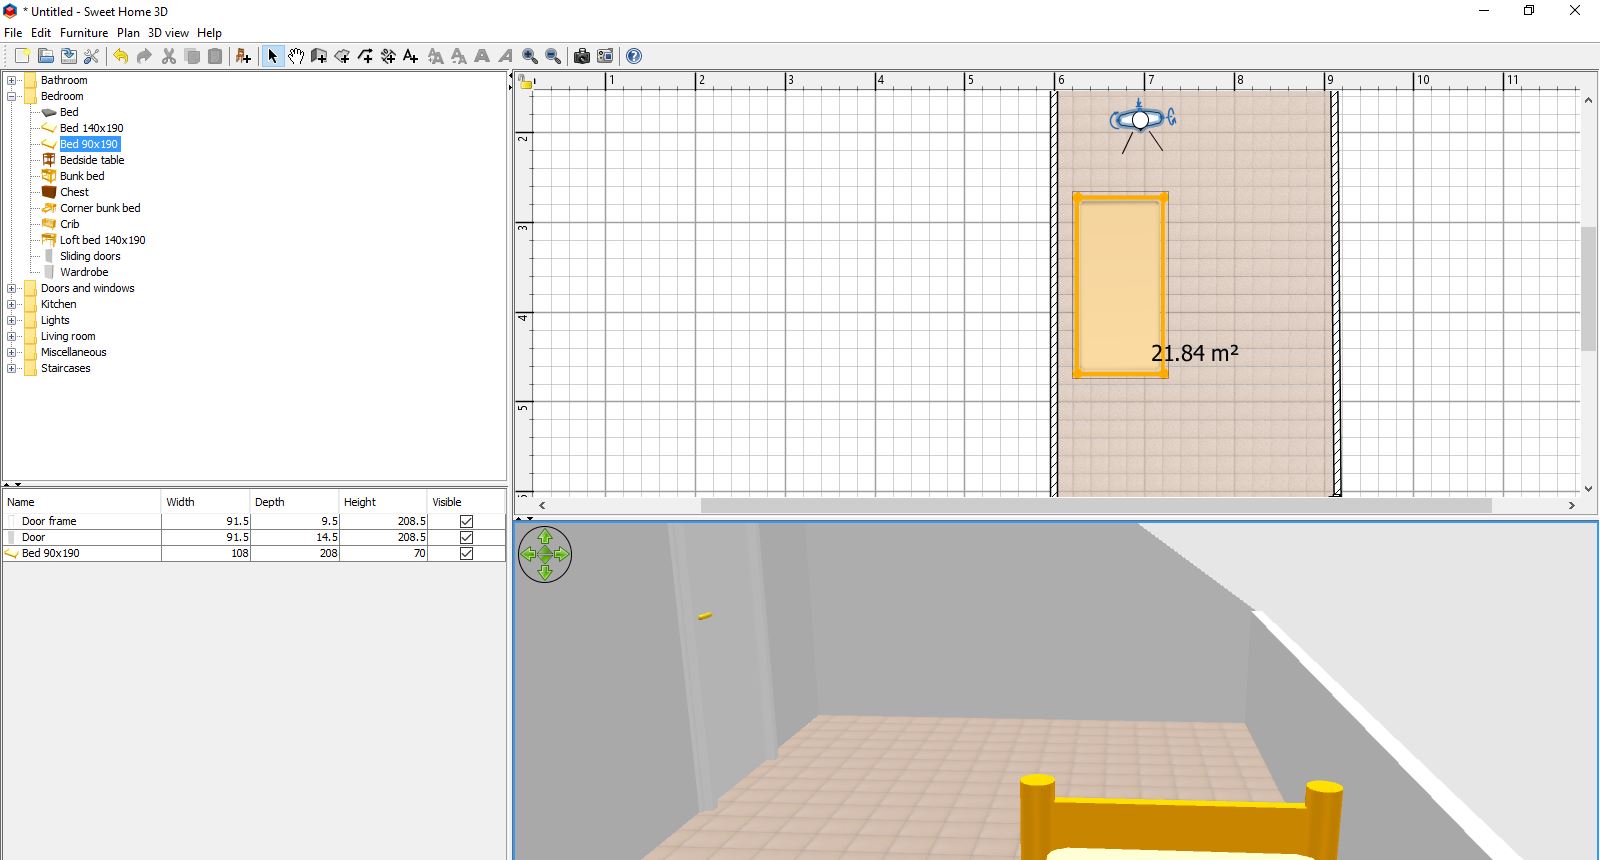 * Untitled - Sweet Home 3D
File Edit Furniture Plan 3D view Help
Bathroom
Bedroom
Bed
Bed 140x190
Bed 90x190
Bedside table
Bunk bed
Chest
Corner bunk bed
Crib
Loft bed 140x190
Sliding doors
Wardrobe
Doors and windows
Kitchen
Lights
Living room
Miscellaneous
Staircases
Name Width Depth Height Visible
Door frame 91.5 9.5 208.5
Door 91.5 14.5 208.5
Bed 90x190 108 208 70
1 2 3 4 5 6 7 8 9 10 11
2
3
4
5
21.84 m²